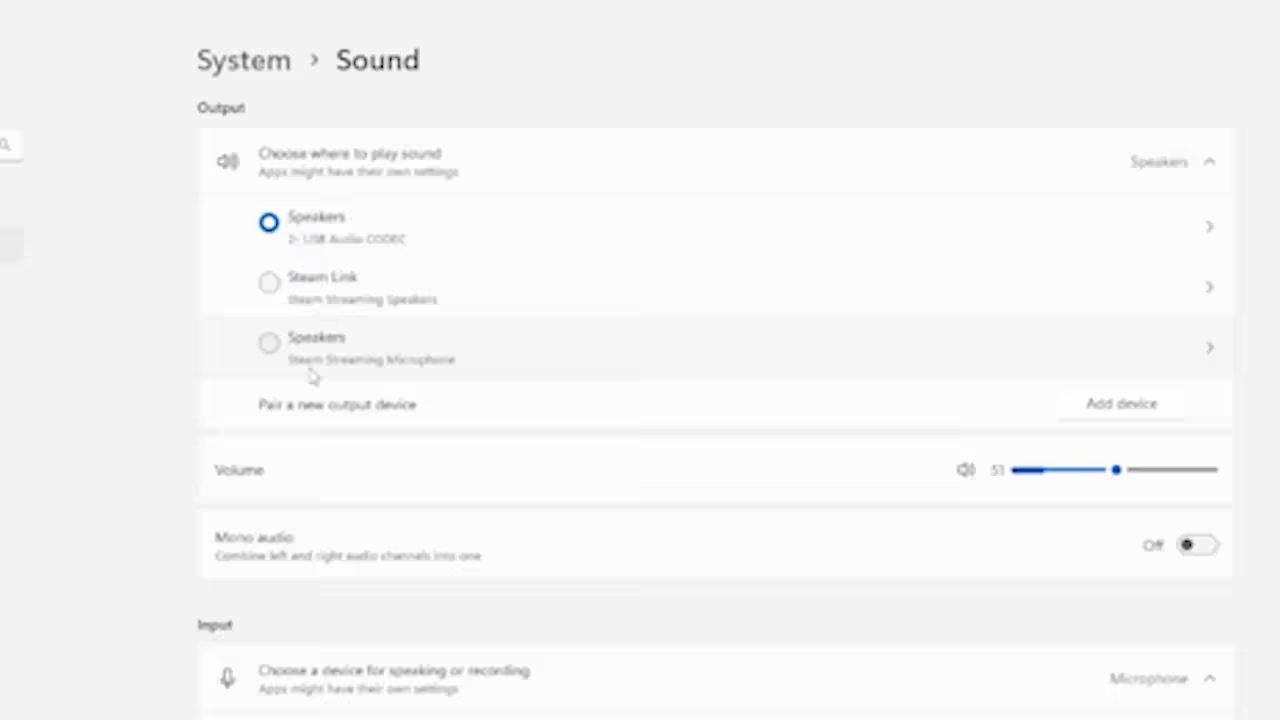 System > Sound
Output
Choose where to play sound
Apps might have their own settings
Speakers
Speakers
2- USB Audio CODEC
Steam Link
Steam Streaming Speakers
Speakers
Steam Streaming Microphone
Pair a new output device
Add device
Volume
51
Mono audio
Combine left and right audio channels into one
Off
Input
Choose a device for speaking or recording
Apps might have their own settings
Microphone